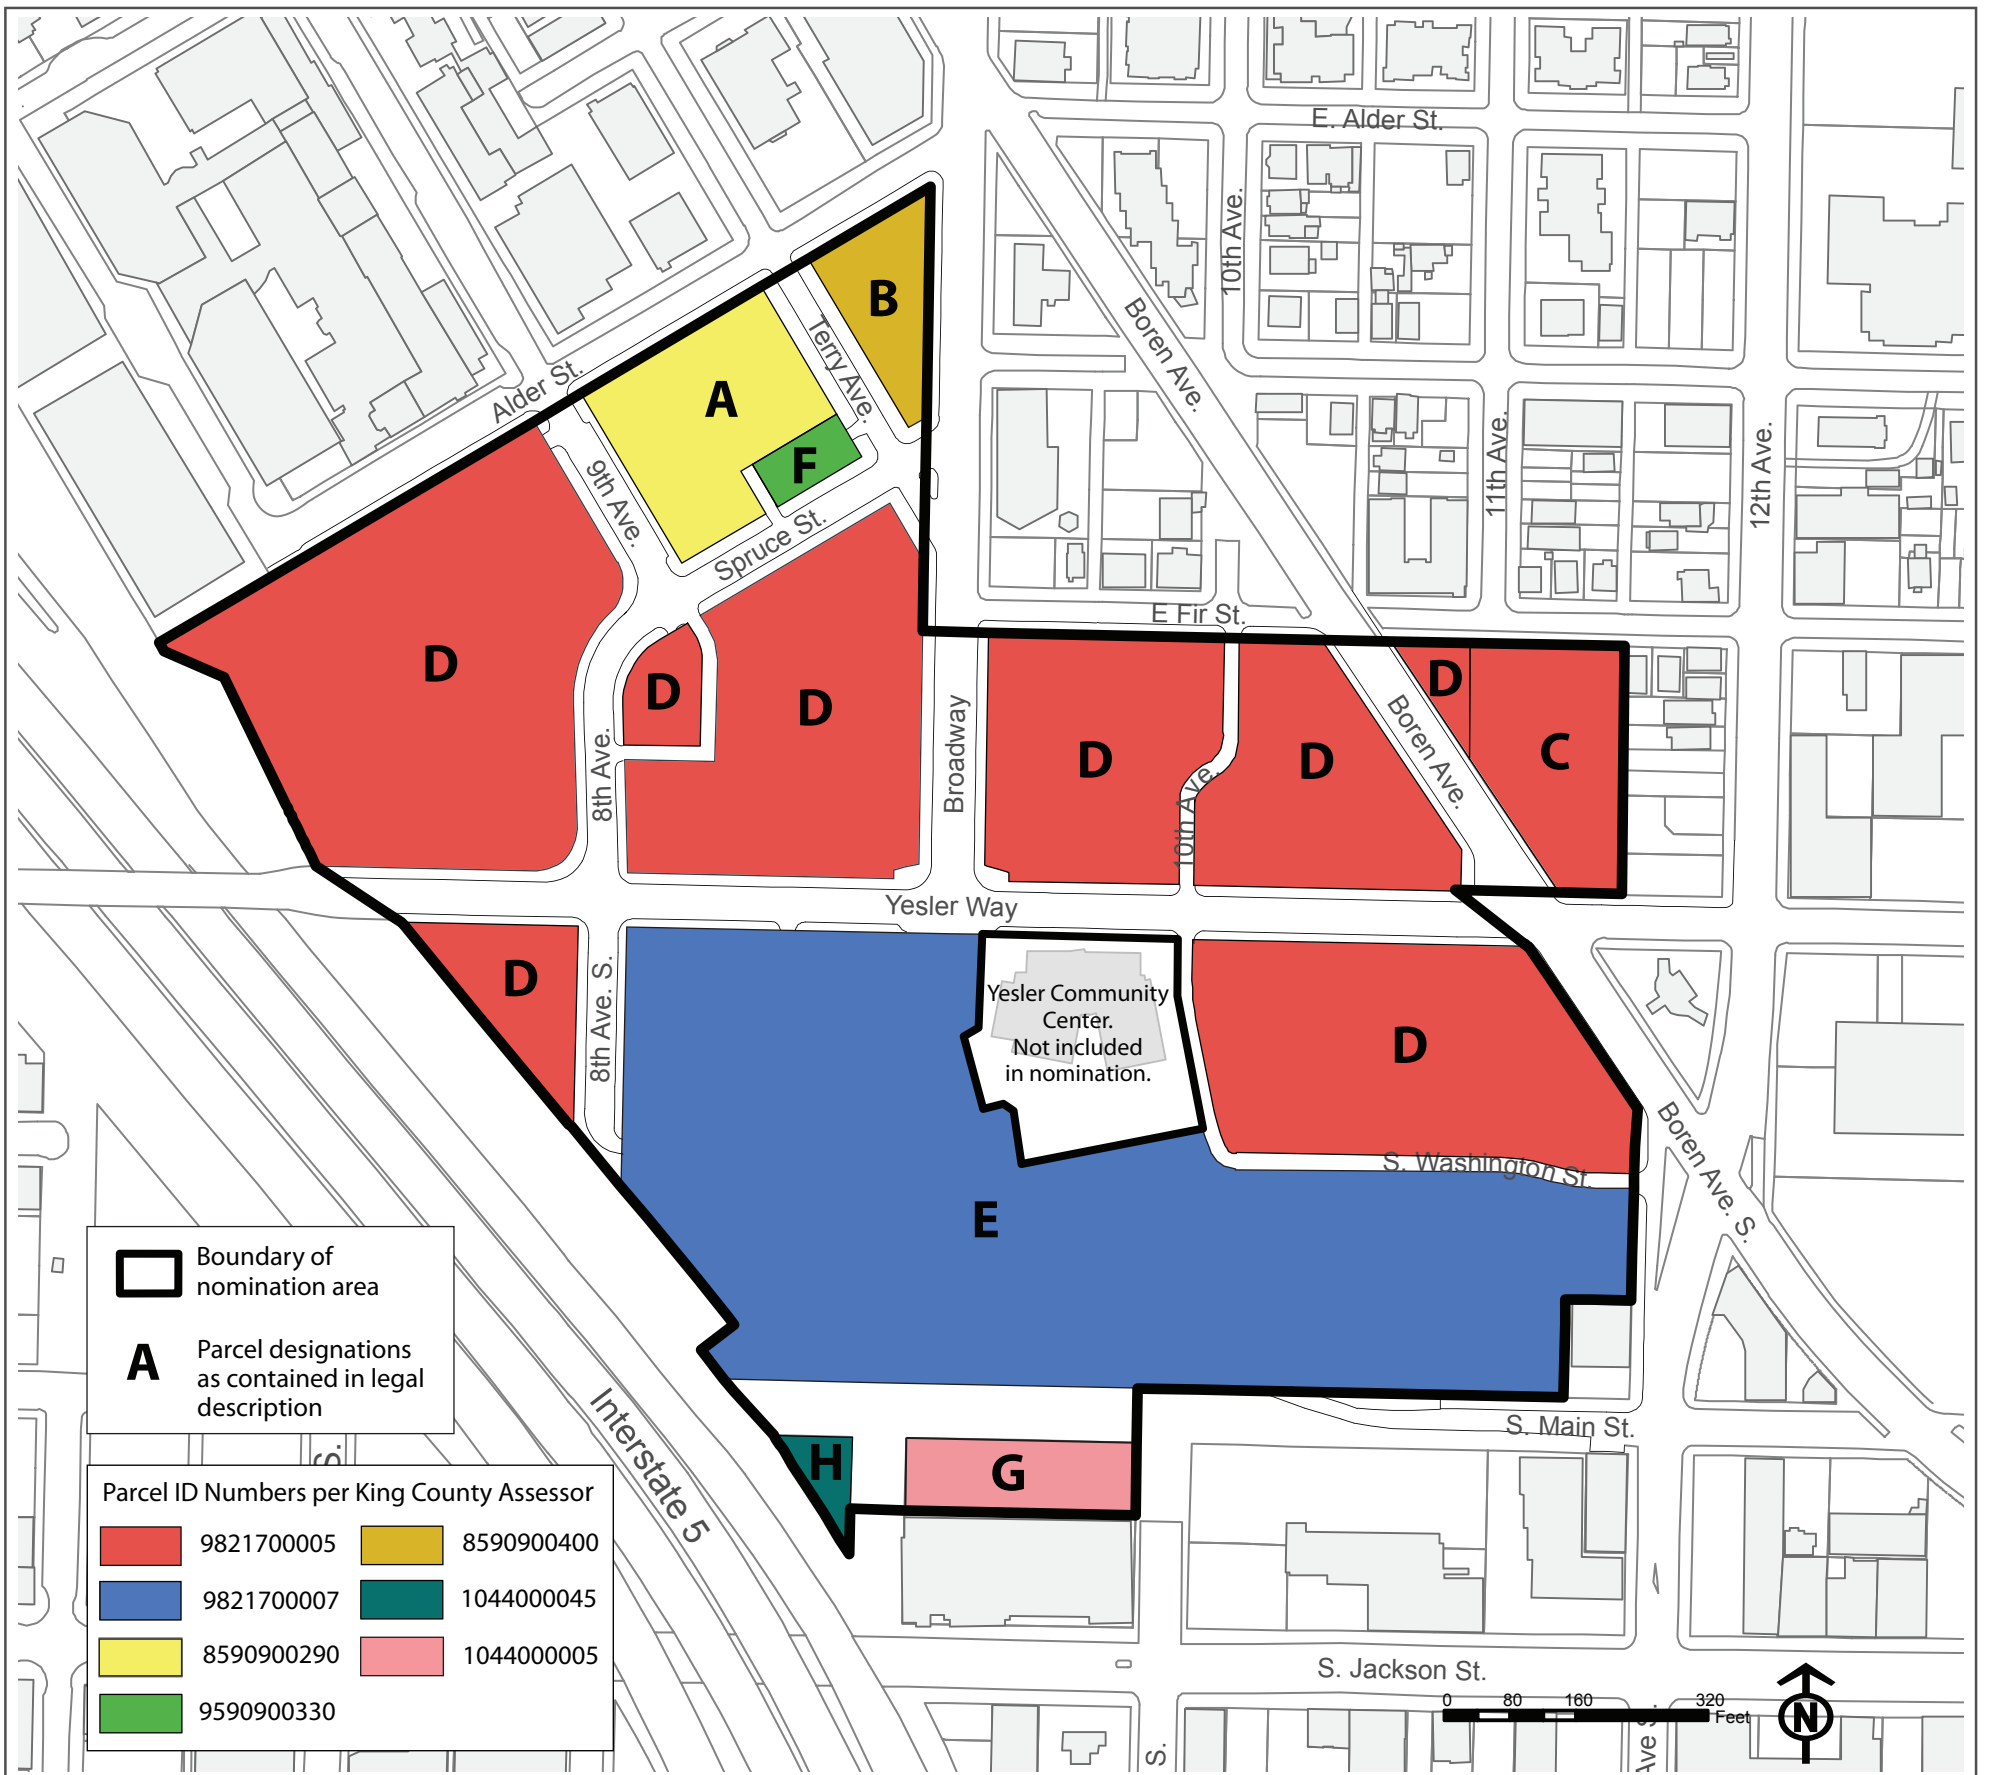 E. Alder St.
10th Ave.
B
Boren Ave.
Terry Ave.
Alder St.
A
F
9th Ave.
11th Ave.
12th Ave.
Spruce St.
E Fir St.
D
D
D
D
D
D
C
8th Ave.
Broadway
10th Ave.
Boren Ave.
Yesler Way
D
8th Ave. S.
Yesler Community
Center.
Not included
in nomination.
D
S. Washington St.
Boren Ave. S.
E
Boundary of
nomination area
A
Parcel designations
as contained in legal
description
S.
Interstate 5
S. Main St.
H
G
Parcel ID Numbers per King County Assessor
9821700005
8590900400
9821700007
1044000045
8590900290
1044000005
9590900330
S. Jackson St.
0 80 160 320
Feet
N
S.
Ave S.